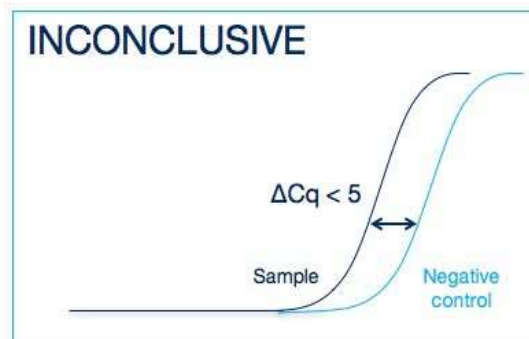 INCONCLUSIVE
ΔCq < 5
Sample
Negative
control